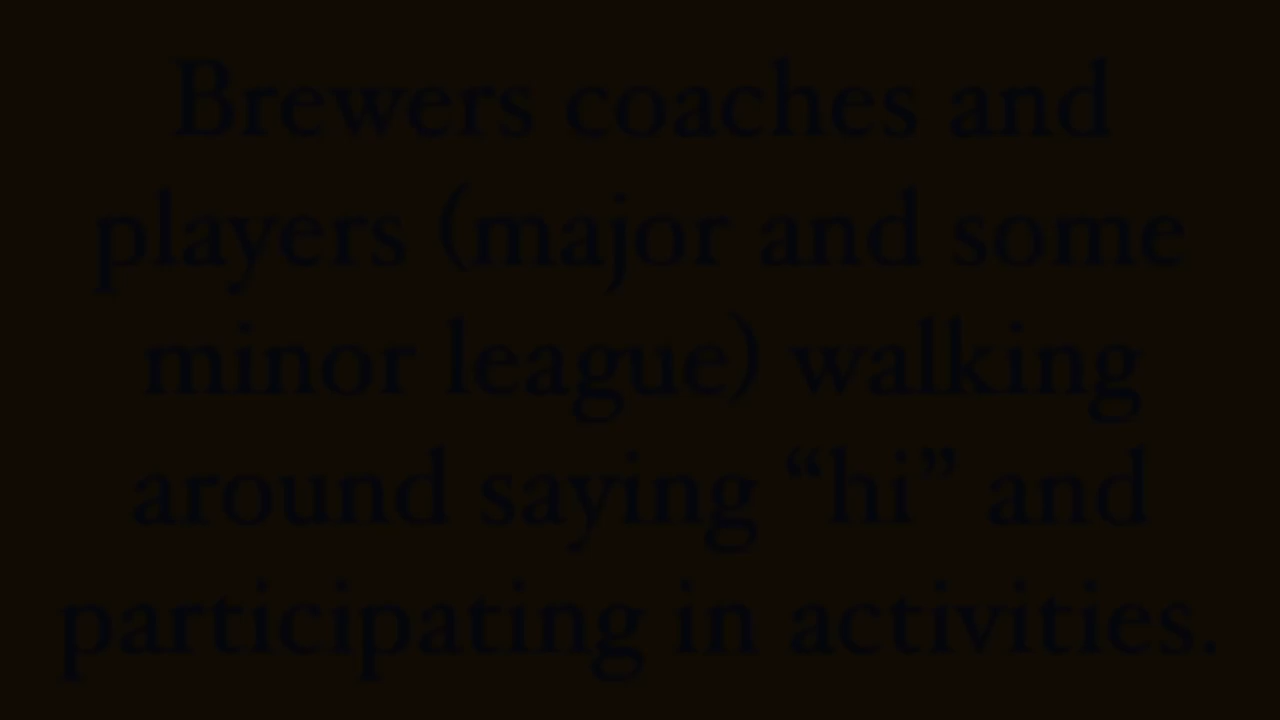 Brewers coaches and
players (major and some
minor league) walking
around saying “hi” and
participating in activities.